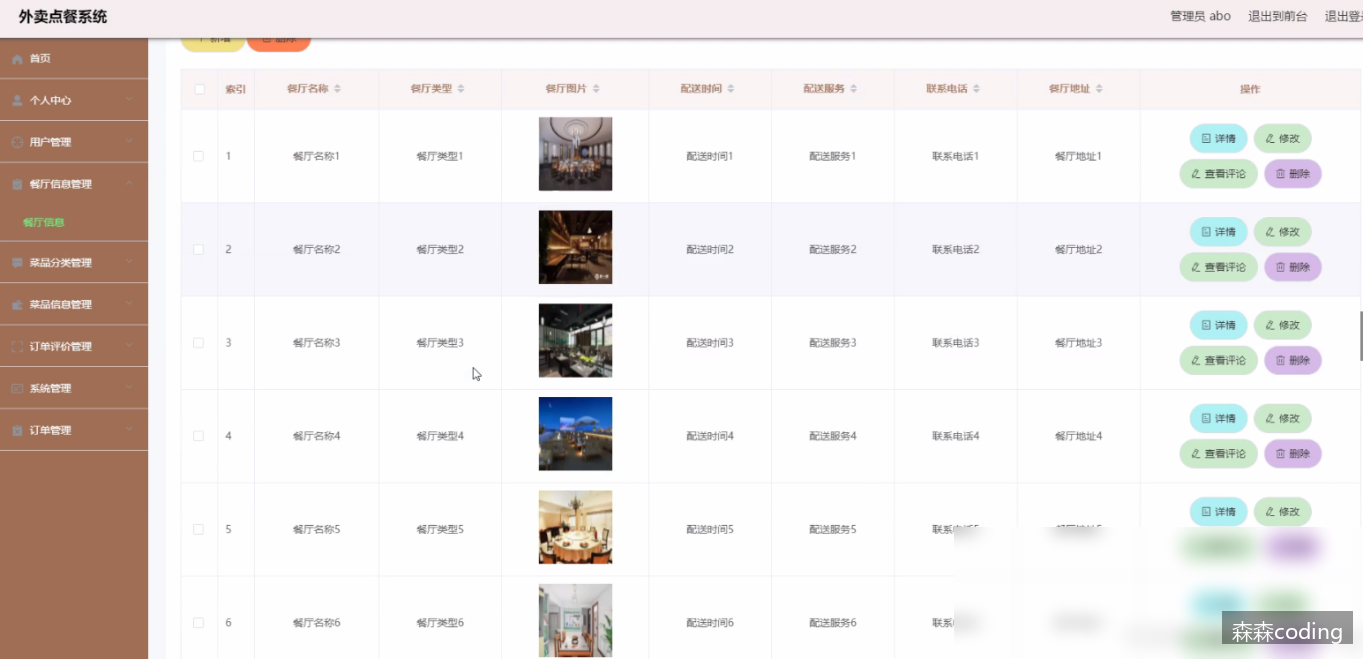 外卖点餐系统
管理员 abo 退出到前台 退出登
首页
个人中心
用户管理
餐厅信息管理
餐厅信息
菜品分类管理
菜品信息管理
订单评价管理
系统管理
订单管理
新增 删除
索引 餐厅名称 餐厅类型 餐厅图片 配送时间 配送服务 联系电话 餐厅地址 操作
1 餐厅名称1 餐厅类型1 配送时间1 配送服务1 联系电话1 餐厅地址1 详情 修改
查看评论 删除
2 餐厅名称2 餐厅类型2 配送时间2 配送服务2 联系电话2 餐厅地址2 详情 修改
查看评论 删除
3 餐厅名称3 餐厅类型3 配送时间3 配送服务3 联系电话3 餐厅地址3 详情 修改
查看评论 删除
4 餐厅名称4 餐厅类型4 配送时间4 配送服务4 联系电话4 餐厅地址4 详情 修改
查看评论 删除
5 餐厅名称5 餐厅类型5 配送时间5 配送服务5 联系电话5 餐厅地址5 详情 修改
6 餐厅名称6 餐厅类型6 配送时间6 配送服务6 联系
森森coding